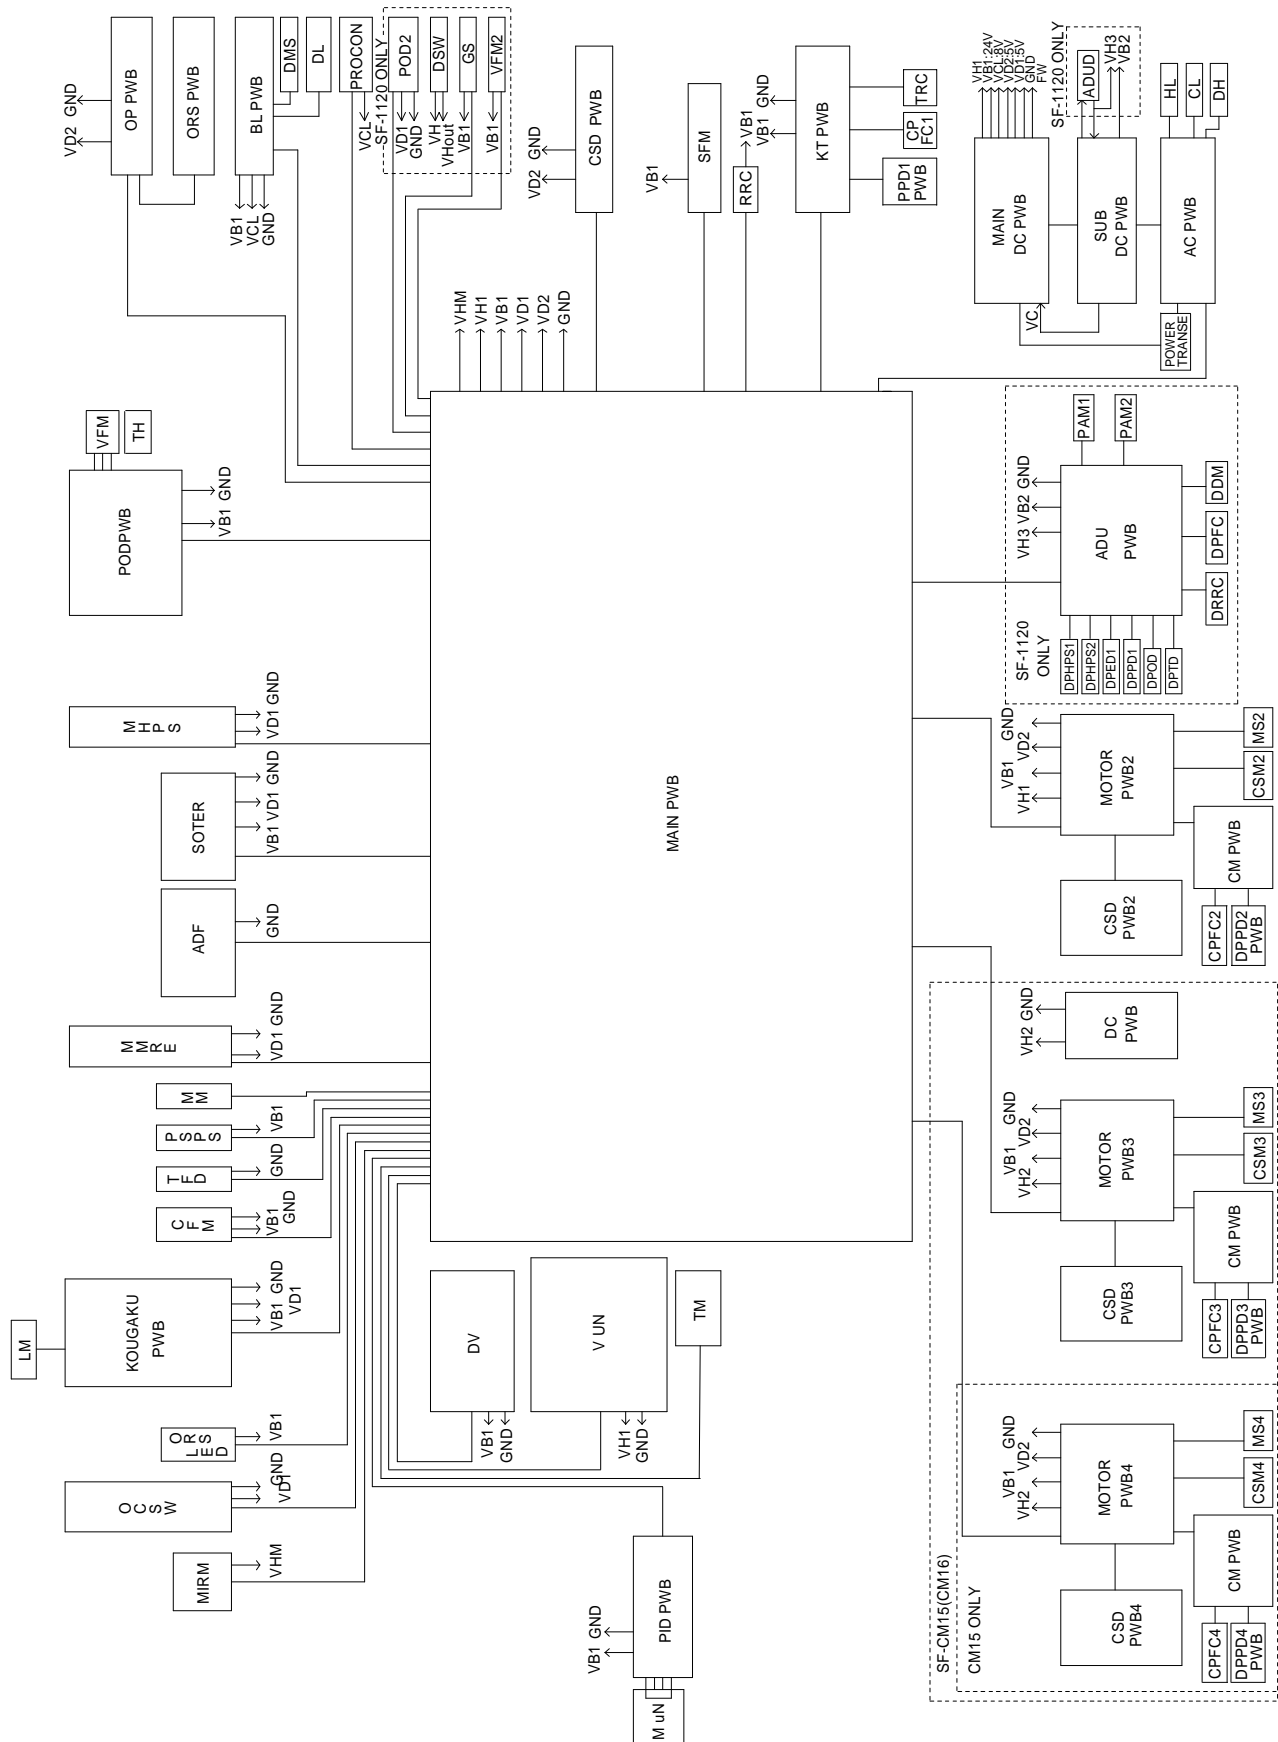 OP PWB
VD2 GND
ORS PWB
BL PWB
DMS
DL
VB1
VCL
GND
PROCON
VCL
SF-1120 ONLY
POD2
VD1
GND
DSW
VH
VHout
GS
VB1
VFM2
VB1
CSD PWB
VD2 GND
SFM
VB1
RRC
VB1
KT PWB
VB1 GND
TRC
CP
FC1
PPD1
PWB
VH1
VB1:24V
VCL:8V
VD2:5V
VD1:5V
GND
FW
MAIN
DC PWB
VC
SF-1120 ONLY
ADUD
VH3
VB2
SUB
DC PWB
HL
CL
DH
AC PWB
POWER
TRANSE
VHM
VH1
VB1
VD1
VD2
GND
VFM
TH
PODPWB
VB1 GND
MHPS
VD1 GND
SOTER
VB1 VD1 GND
ADF
GND
MMRE
VD1 GND
MM
PSPS
VB1
TFD
GND
CFM
VB1
GND
LM
KOUGAKU
PWB
VB1 GND
VD1
ORS
LED
VB1
OCSW
GND
VD1
MIRM
VHM
MAIN PWB
DV
VB1
GND
V UN
VH1
GND
TM
PID PWB
VB1 GND
M uN
SF-1120
ONLY
PAM1
PAM2
VH3 VB2 GND
ADU
PWB
DDM
DPFC
DRRC
DPHPS1
DPHPS2
DPED1
DPPD1
DPOD
DPTD
VH1
VB1
VD2
GND
MOTOR
PWB2
MS2
CSM2
CSD
PWB2
CM PWB
CPFC2
DPPD2
PWB
SF-CM15(CM16)
DC
PWB
VH2 GND
VH2
VB1
VD2
GND
MOTOR
PWB3
MS3
CSM3
CSD
PWB3
CM PWB
CPFC3
DPPD3
PWB
CM15 ONLY
VH2
VB1
VD2
GND
MOTOR
PWB4
MS4
CSM4
CSD
PWB4
CM PWB
CPFC4
DPPD4
PWB